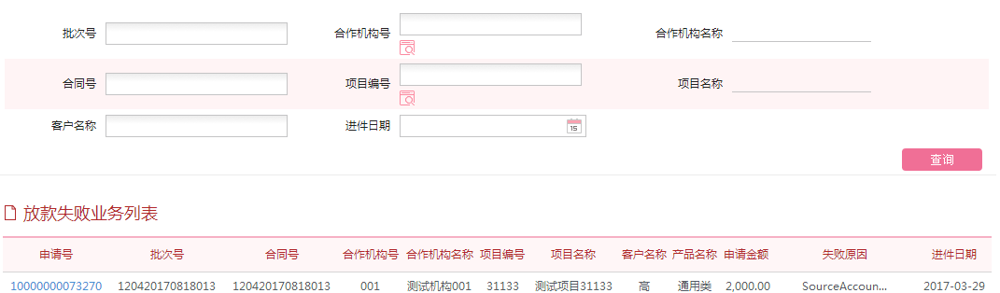 批次号 合作机构号 合作机构名称
合同号 项目编号 项目名称
客户名称 进件日期 15
查询
放款失败业务列表
申请号 批次号 合同号 合作机构号 合作机构名称 项目编号 项目名称 客户名称 产品名称 申请金额 失败原因 进件日期
10000000073270 120420170818013 120420170818013 001 测试机构001 31133 测试项目31133 高 通用类 2,000.00 SourceAccoun... 2017-03-29